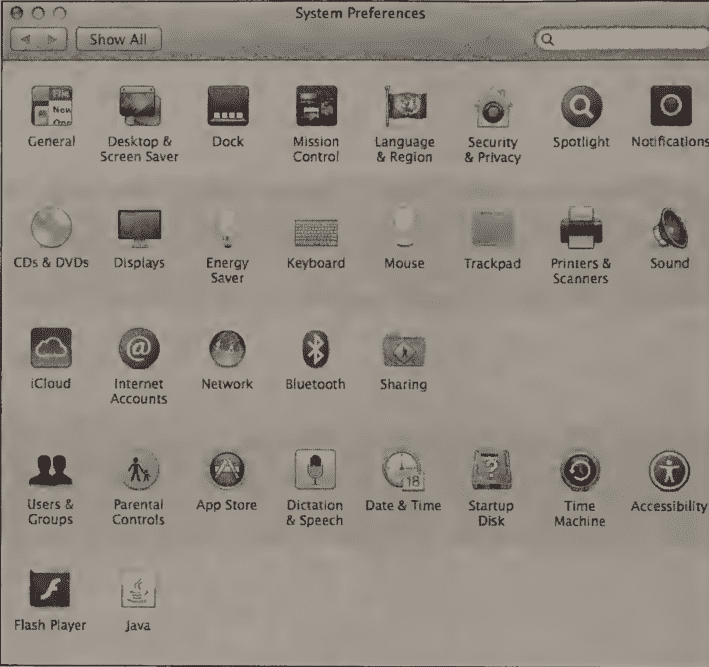 System Preferences
Show All
File
New
General
Desktop &
Screen Saver
Dock
Mission
Control
Language
& Region
Security
& Privacy
Spotlight
Notifications
CDs & DVDs
Displays
Energy
Saver
Keyboard
Mouse
Trackpad
Printers &
Scanners
Sound
iCloud
@
Internet
Accounts
Network
Bluetooth
Sharing
Users &
Groups
Parental
Controls
App Store
Dictation
& Speech
18
Date & Time
?
Startup
Disk
Time
Machine
Accessibility
Flash Player
Java